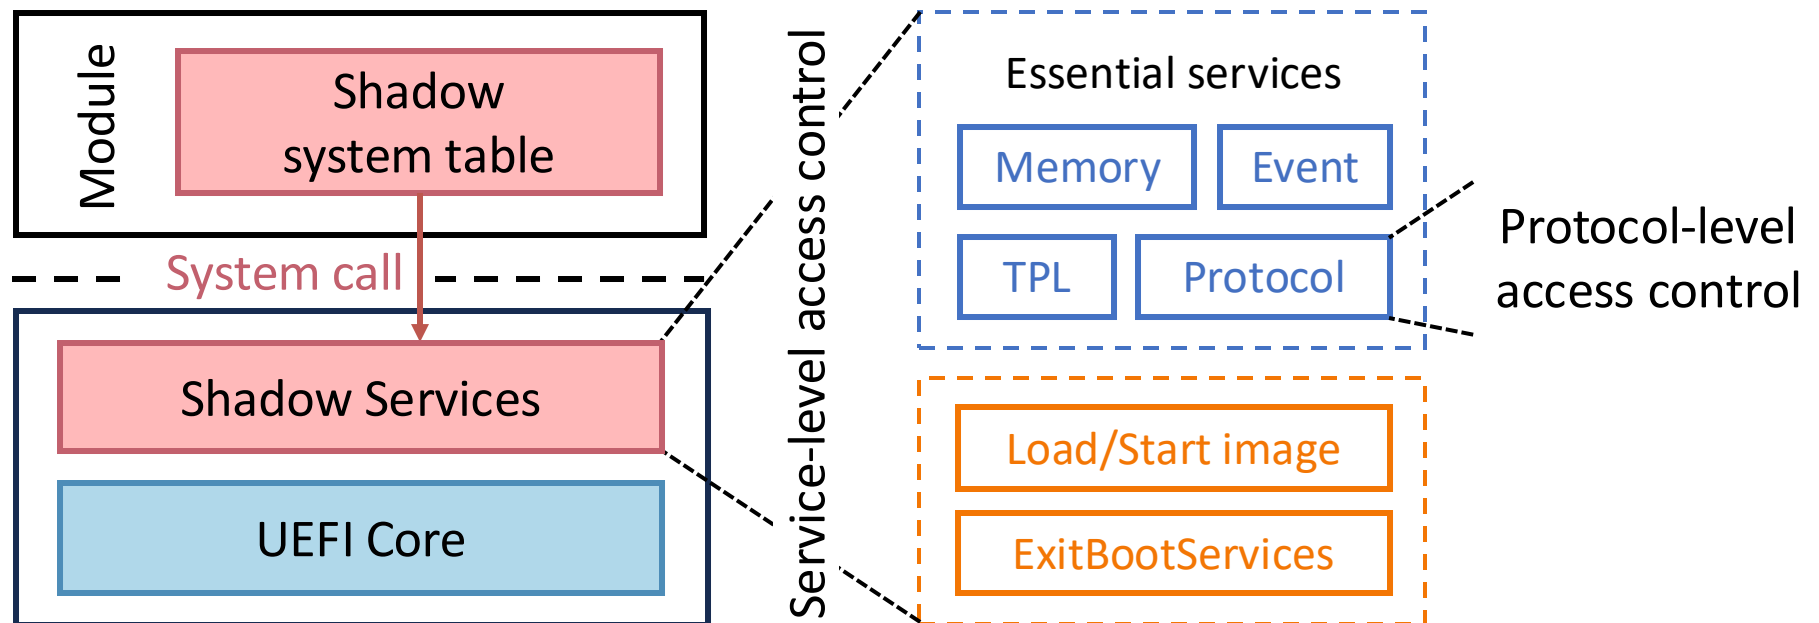 Module
Shadow
system table
System call
Shadow Services
UEFI Core
Service-level access control
Essential services
Memory
Event
TPL
Protocol
Load/Start image
ExitBootServices
Protocol-level
access control